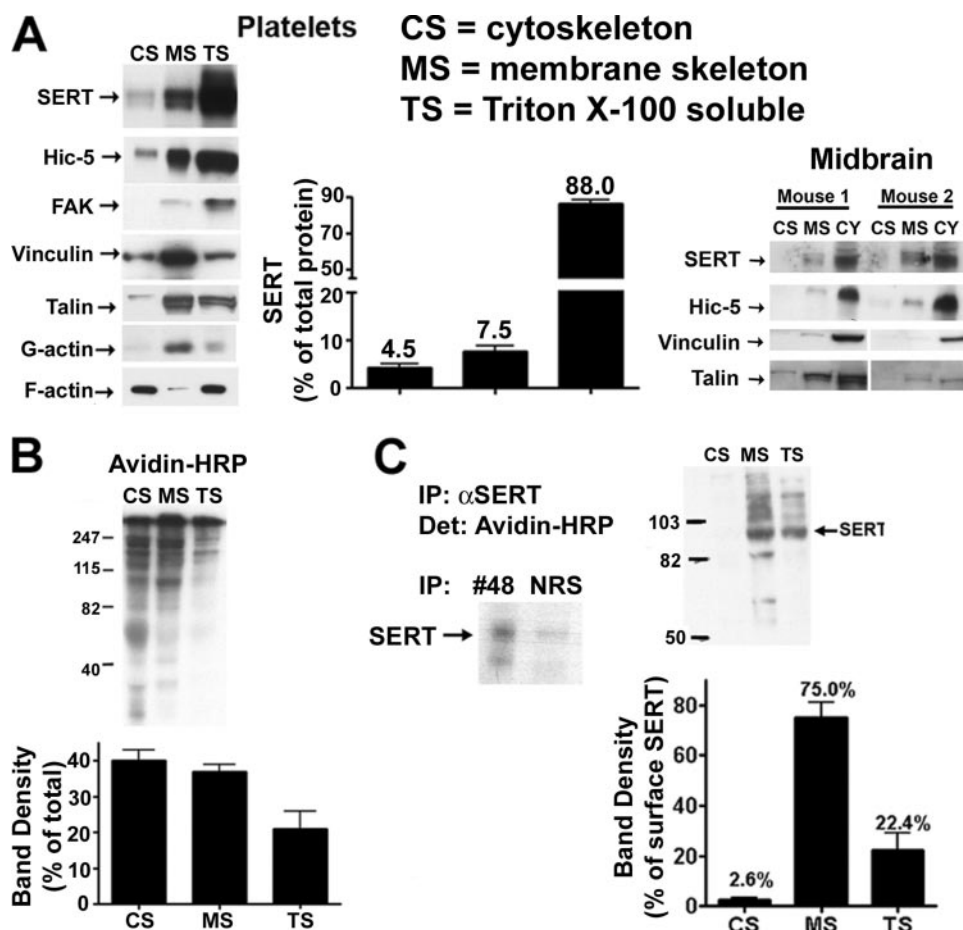 A
Platelets
CS = cytoskeleton
MS = membrane skeleton
TS = Triton X-100 soluble
CS MS TS
SERT →
Hic-5 →
FAK →
Vinculin →
Talin →
G-actin →
F-actin →
SERT
(% of total protein)
90
70
50
20
10
0
4.5
7.5
88.0
Midbrain
Mouse 1 Mouse 2
CS MS CY CS MS CY
SERT →
Hic-5 →
Vinculin →
Talin →
B
Avidin-HRP
CS MS TS
247
115
82
40
Band Density
(% of total)
40
30
20
10
0
CS MS TS
C
IP: αSERT
Det: Avidin-HRP
IP: #48 NRS
SERT →
CS MS TS
103
82
50
←SERT
Band Density
(% of surface SERT)
80
60
40
20
0
2.6%
75.0%
22.4%
CS MS TS